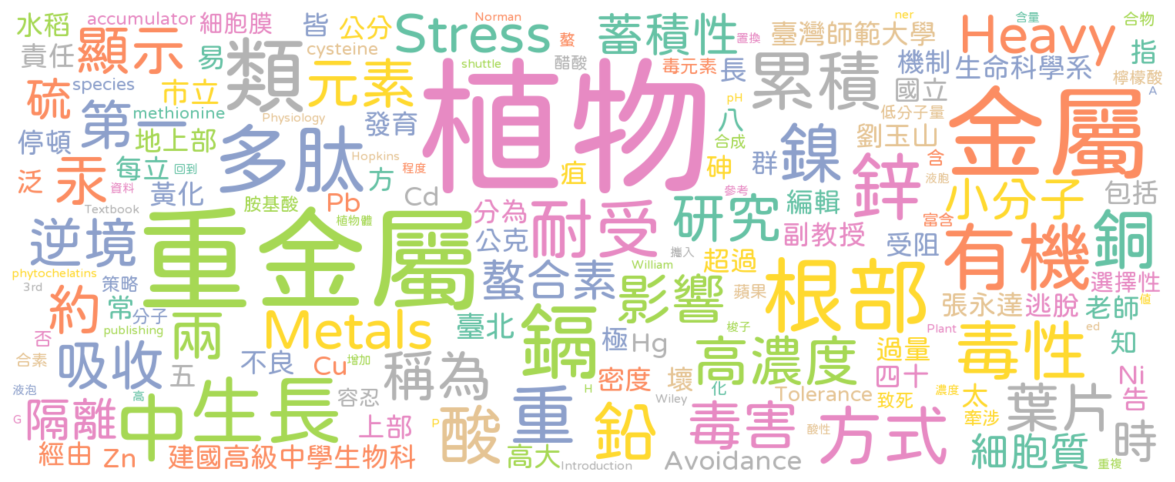 水稻 accumulator 細胞膜 皆 公分 Norman Stress 螯 蓄積性 置換 臺灣師範大學 ner Heavy 含量 指 合物
責任 顯示 易 cysteine shuttle 醋酸 毒元素 長 累積 機制 生命科學系 檸檬酸
硫 species 市立 類 元素 植物 pH 國立 低分子量 A 金屬
停頓 第一 methionine Physiology 發育 八 合成 鎳 劉玉山
地上部 多肽 Hopkins 程度 疽 砷 群 鋅 含 液胞 小分子 包括
泛 汞 每立 回到 資料 方 參考 編輯 富含
Textbook 黃化 胺基酸 Pb Cd 分為 耐受 研究 副教授 受阻 有機 銅
逆境 重金屬 植物體 公克 超過 選擇性
phytochelatins 3rd 策略 螯合素 影響 William 攜入 蘋果 根部 張永達 逃脫 老師 優
約 常 分子 publishing 兩 Metals 臺北 鎘 極 Hg 梭子 高濃度 過量 Plant ed 毒性 知
否 合素 吸收 五 不良 Cu 增加 稱為 密度 壞 四十 濃度 太 Ni
液泡 高 中 生長 容忍 重 鉛 Wiley 化 Tolerance 致死 牽涉 葉片 告
G 隔離 上部 酸 P H 毒害 酸性 方式 細胞質 時
經由 Zn 建國高級中學生物科 高大 Introduction Avoidance 重複